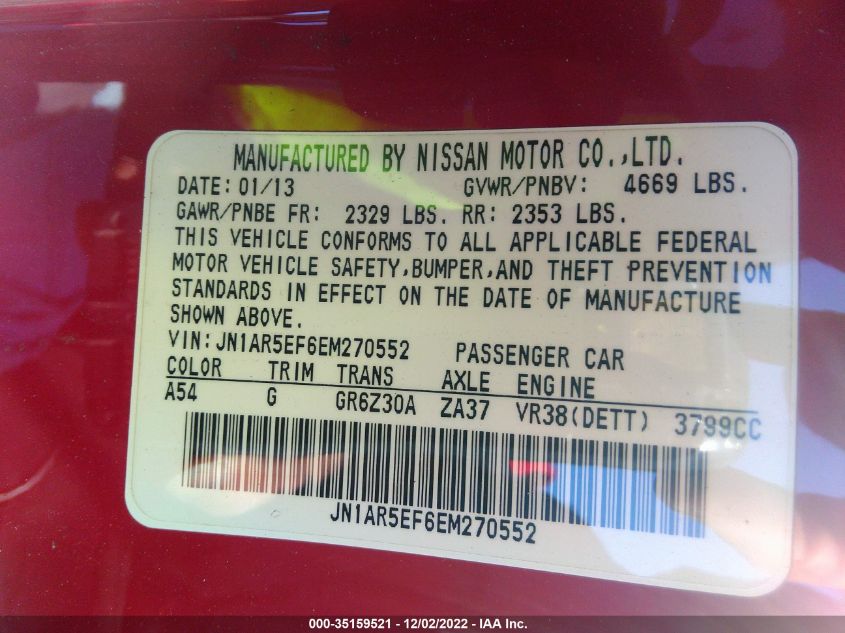 MANUFACTURED BY NISSAN MOTOR CO.,LTD.
DATE: 01/13 GVWR/PNBV: 4669 LBS.
GAWR/PNBE FR: 2329 LBS. RR: 2353 LBS.
THIS VEHICLE CONFORMS TO ALL APPLICABLE FEDERAL
MOTOR VEHICLE SAFETY,BUMPER,AND THEFT PREVENTION
STANDARDS IN EFFECT ON THE DATE OF MANUFACTURE
SHOWN ABOVE.
VIN:JN1AR5EF6EM270552 PASSENGER CAR
COLOR TRIM TRANS AXLE ENGINE
A54 G GR6Z30A ZA37 VR38(DETT) 3799CC
JN1AR5EF6EM270552
000-35159521 - 12/02/2022 - IAA Inc.